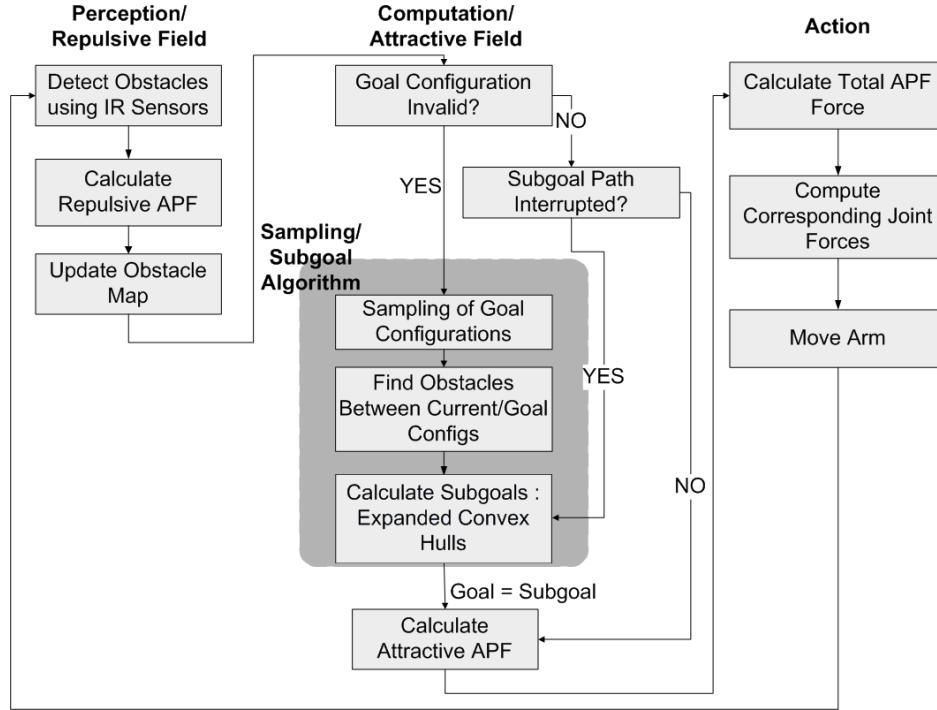 Perception/
Repulsive Field
Detect Obstacles
using IR Sensors
Calculate
Repulsive APF
Update Obstacle
Map
Computation/
Attractive Field
Goal Configuration
Invalid?
NO
YES
Subgoal Path
Interrupted?
Sampling/
Subgoal
Algorithm
Sampling of Goal
Configurations
Find Obstacles
Between Current/Goal
Configs
YES
Calculate Subgoals :
Expanded Convex
Hulls
NO
Goal = Subgoal
Calculate
Attractive APF
Action
Calculate Total APF
Force
Compute
Corresponding Joint
Forces
Move Arm